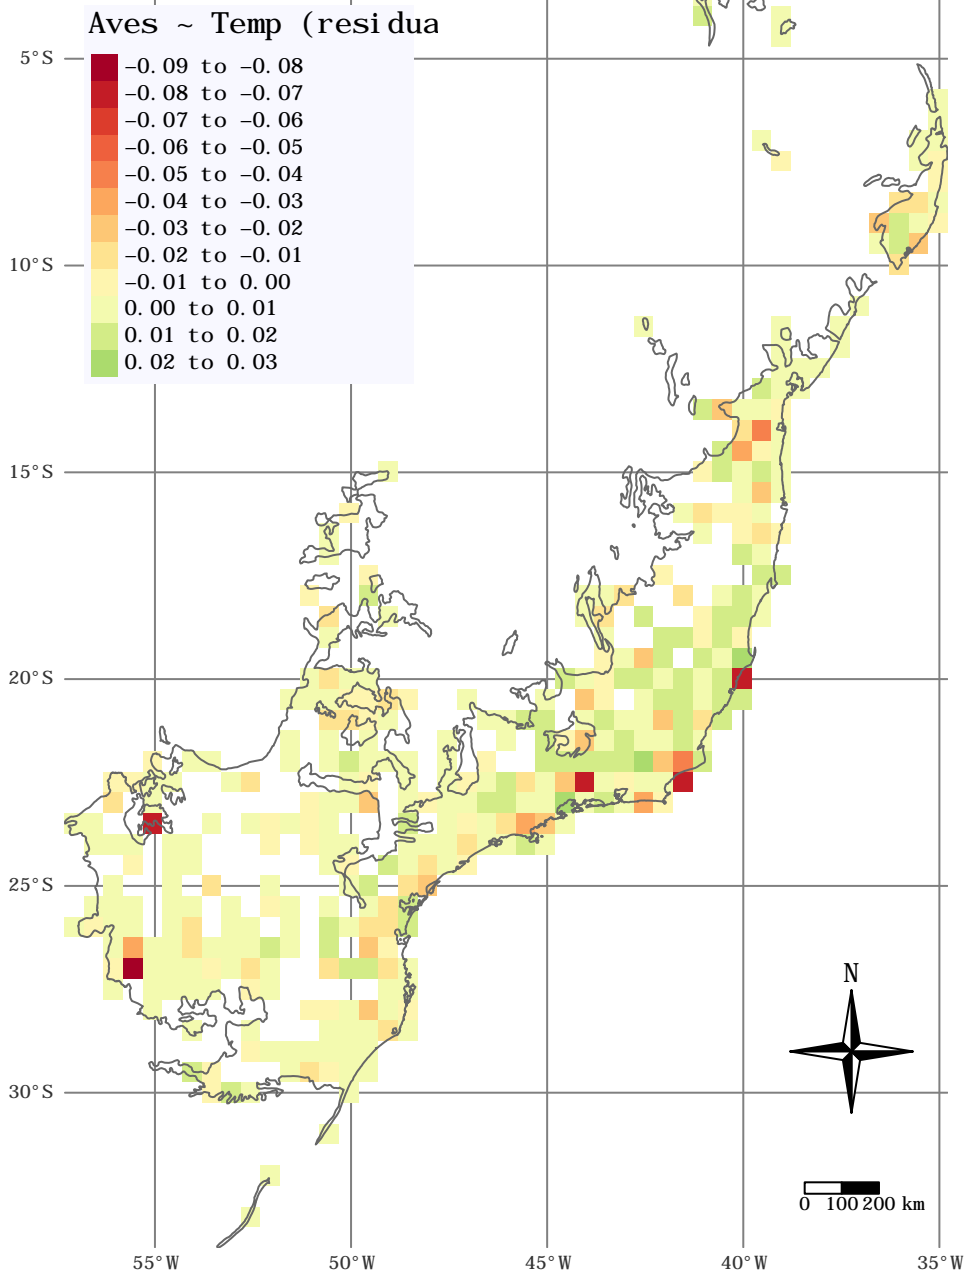 Aves ~ Temp (residua
-0.09 to -0.08
-0.08 to -0.07
-0.07 to -0.06
-0.06 to -0.05
-0.05 to -0.04
-0.04 to -0.03
-0.03 to -0.02
-0.02 to -0.01
-0.01 to 0.00
0.00 to 0.01
0.01 to 0.02
0.02 to 0.03
5°S
10°S
15°S
20°S
25°S
30°S
N
0 100 200 km
55°W 50°W 45°W 40°W 35°W